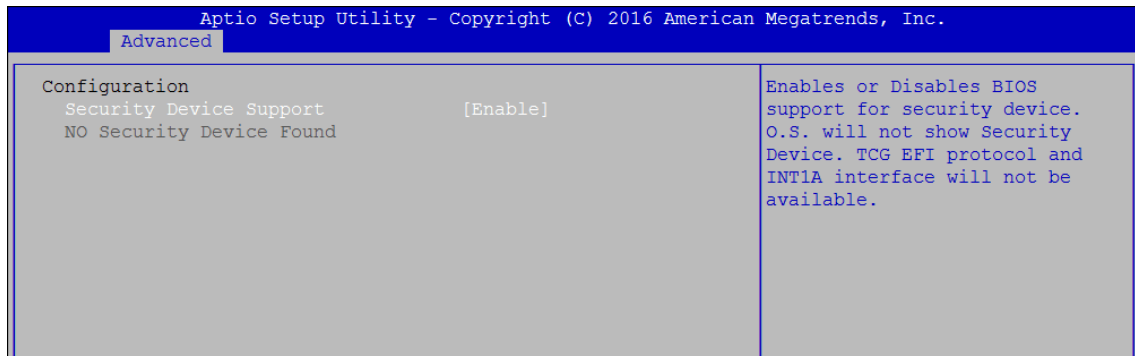 Aptio Setup Utility - Copyright (C) 2016 American Megatrends, Inc.
Advanced
Configuration
Security Device Support [Enable]
NO Security Device Found
Enables or Disables BIOS
support for security device.
O.S. will not show Security
Device. TCG EFI protocol and
INT1A interface will not be
available.